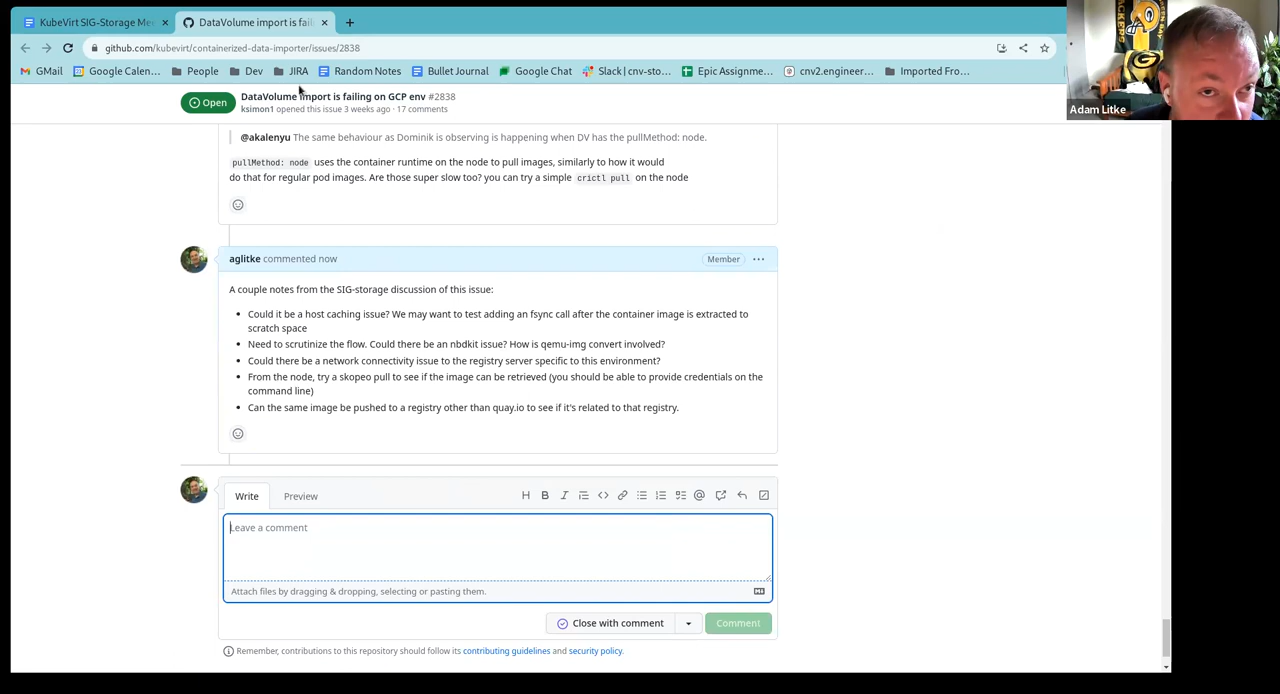 KubeVirt SIG-Storage Me
DataVolume import is fail
github.com/kubevirt/containerized-data-importer/issues/2838
GMail
Google Calen...
People
Dev
JIRA
Random Notes
Bullet Journal
Google Chat
Slack | cnv-sto...
Epic Assignme...
cnv2.engineer...
Imported Fro...
PACKERS
GREEN BAY
Adam Litke
Open
DataVolume import is failing on GCP env #2838
ksimon1 opened this issue 3 weeks ago · 17 comments
@akalenyu The same behaviour as Dominik is observing is happening when DV has the pullMethod: node.
pullMethod: node uses the container runtime on the node to pull images, similarly to how it would
do that for regular pod images. Are those super slow too? you can try a simple crictl pull on the node
aglitke commented now
Member
A couple notes from the SIG-storage discussion of this issue:
• Could it be a host caching issue? We may want to test adding an fsync call after the container image is extracted to
scratch space
• Need to scrutinize the flow. Could there be an nbdkit issue? How is qemu-img convert involved?
• Could there be a network connectivity issue to the registry server specific to this environment?
• From the node, try a skopeo pull to see if the image can be retrieved (you should be able to provide credentials on the
command line)
• Can the same image be pushed to a registry other than quay.io to see if it's related to that registry.
Write
Preview
Leave a comment
Attach files by dragging & dropping, selecting or pasting them.
Close with comment
Comment
Remember, contributions to this repository should follow its contributing guidelines and security policy.